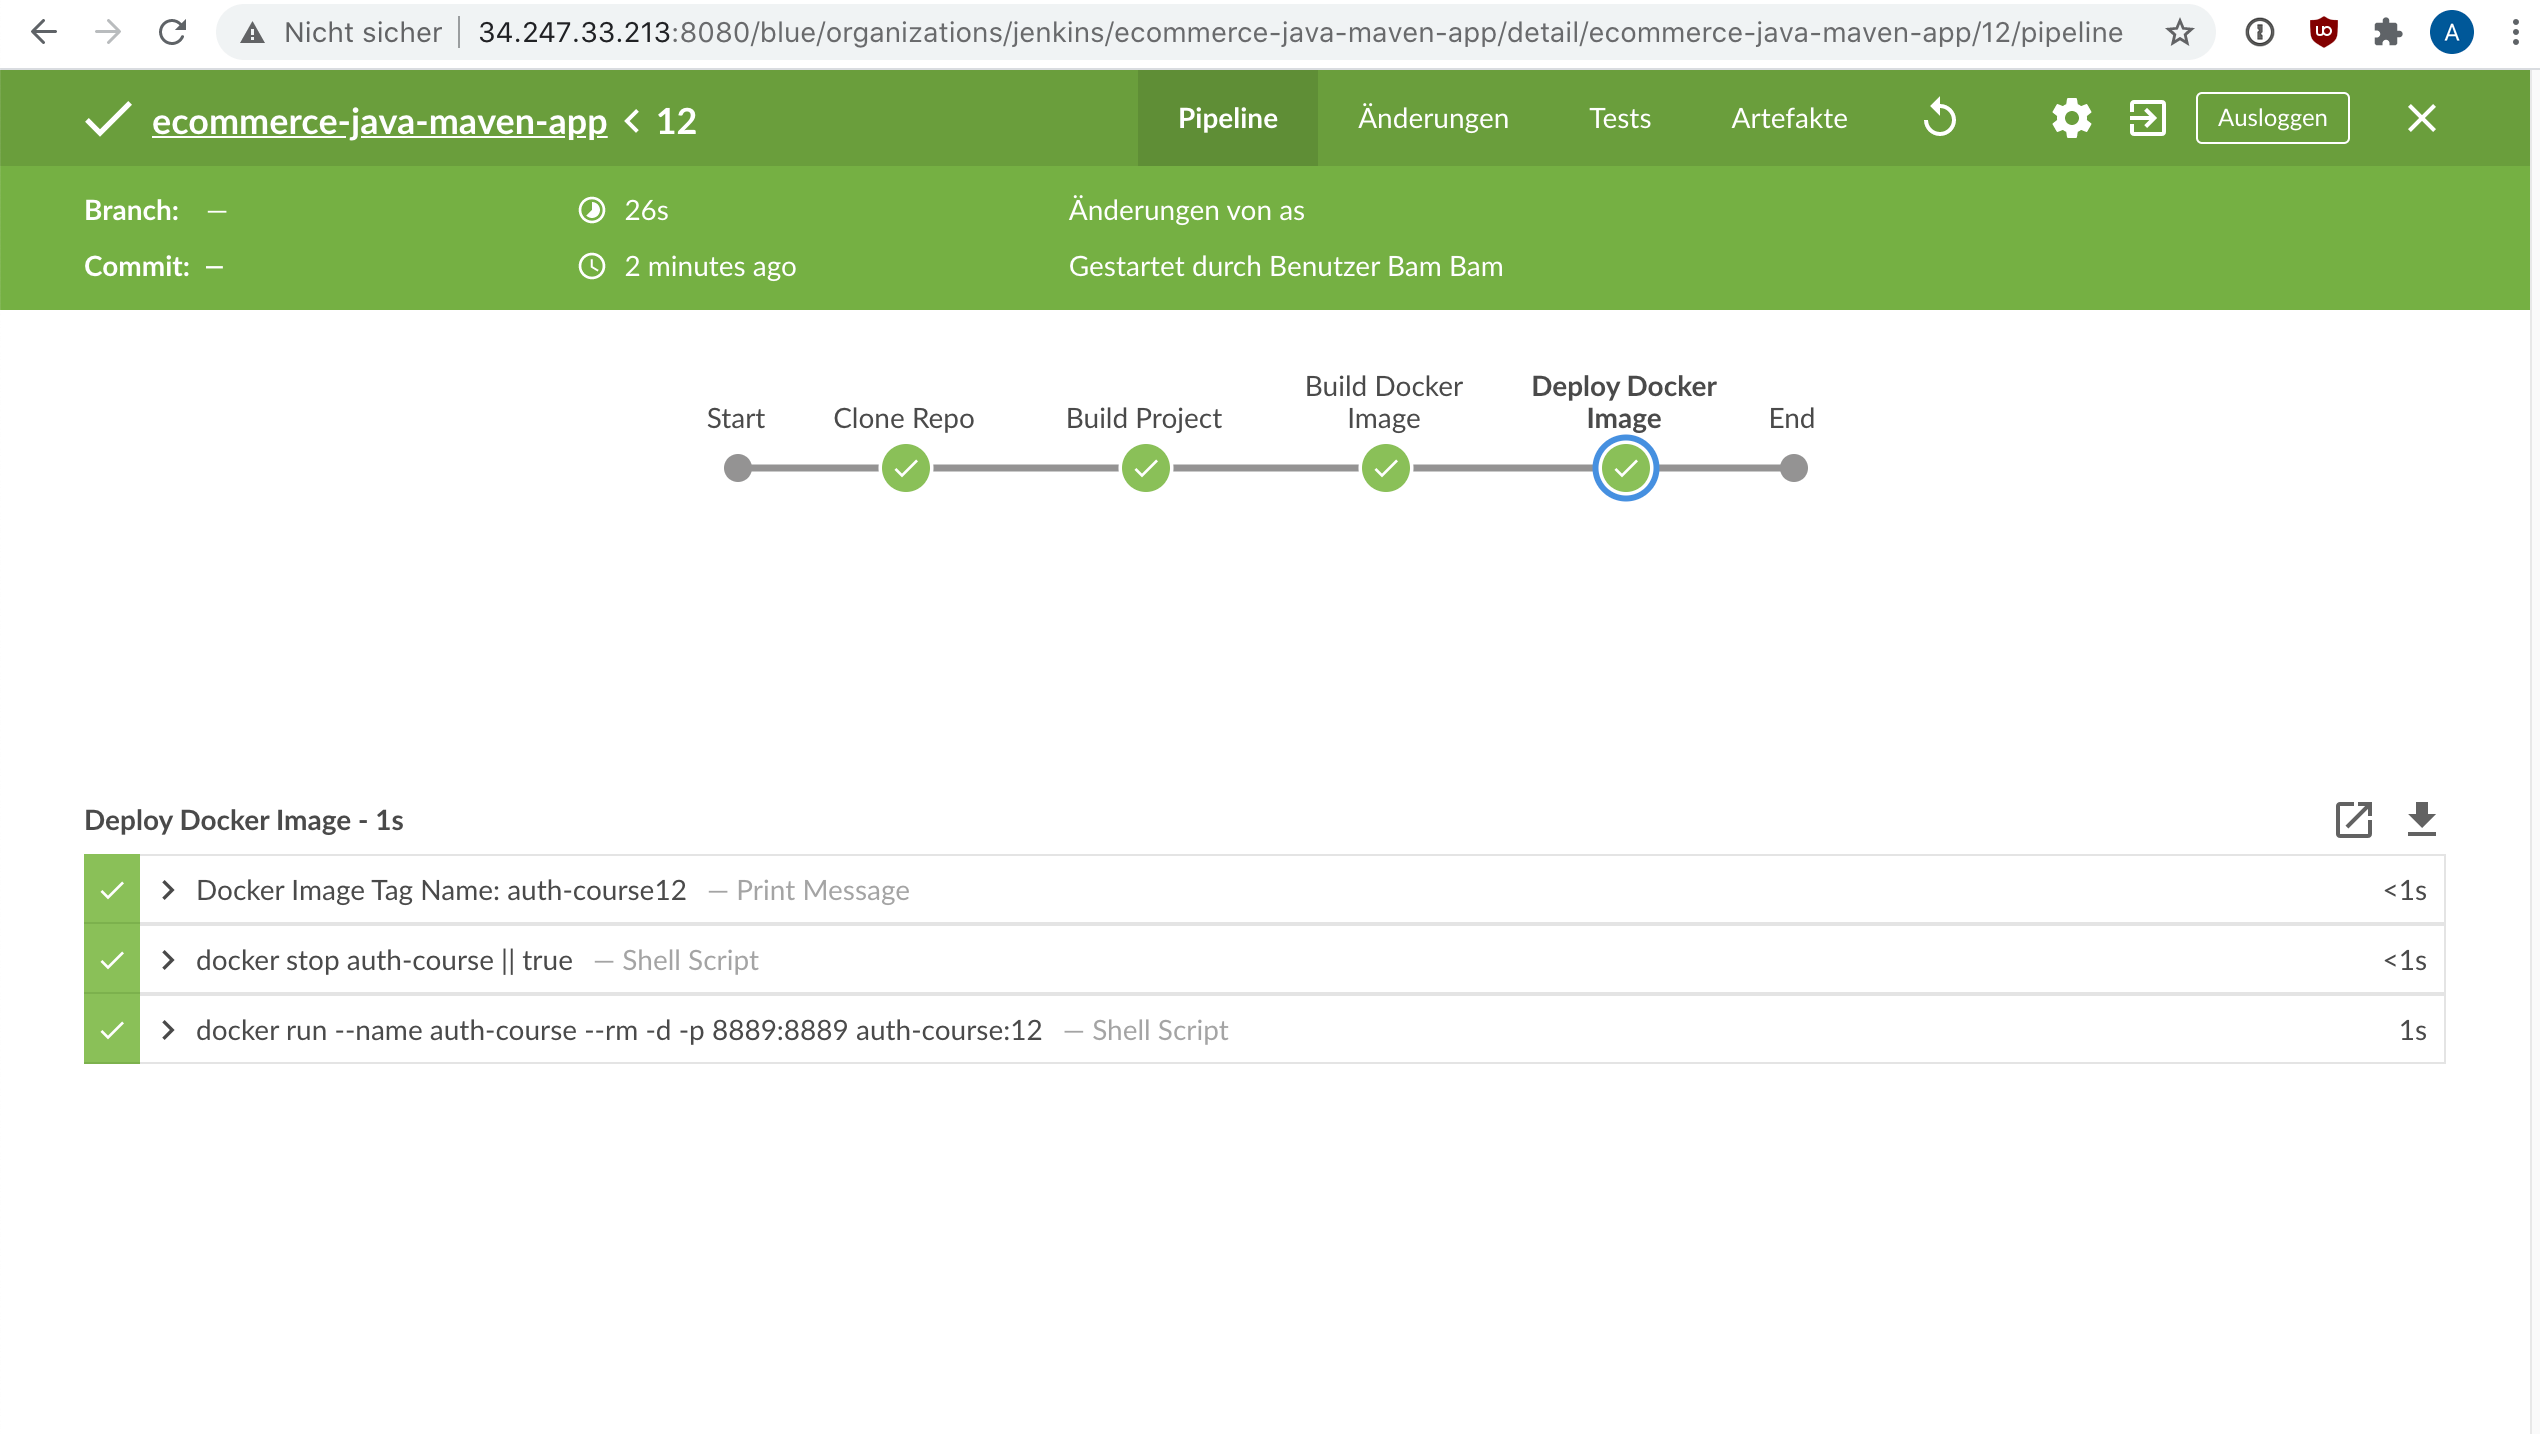 Nicht sicher 34.247.33.213:8080/blue/organizations/jenkins/ecommerce-java-maven-app/detail/ecommerce-java-maven-app/12/pipeline A
ecommerce-java-maven-app < 12 Pipeline Änderungen Tests Artefakte Ausloggen
Branch: — 26s Änderungen von as
Commit: — 2 minutes ago Gestartet durch Benutzer Bam Bam
Start Clone Repo Build Project Build Docker Image Deploy Docker Image End
Deploy Docker Image - 1s
Docker Image Tag Name: auth-course12 — Print Message <1s
docker stop auth-course || true — Shell Script <1s
docker run --name auth-course --rm -d -p 8889:8889 auth-course:12 — Shell Script 1s